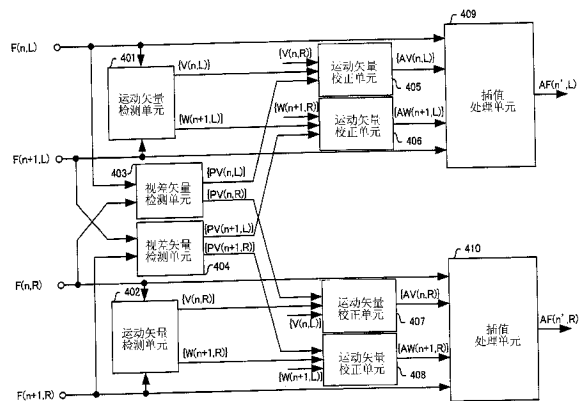 F(n,L)
401
运动矢量
检测单元
{V(n,L)}
{W(n+1,L)}
F(n+1,L)
{V(n,R)}
运动矢量
校正单元
405
{AV(n,L)}
{W(n+1,R)}
运动矢量
校正单元
406
{AW(n+1,L)}
409
插值
处理单元
AF(n',L)
403
视差矢量
检测单元
{PV(n,L)}
{PV(n,R)}
视差矢量
检测单元
404
{PV(n+1,L)}
{PV(n+1,R)}
F(n,R)
402
运动矢量
检测单元
{V(n,R)}
{W(n+1,R)}
F(n+1,R)
{V(n,L)}
运动矢量
校正单元
407
{AV(n,R)}
运动矢量
校正单元
408
{W(n+1,L)}
{AW(n+1,R)}
410
插值
处理单元
AF(n',R)